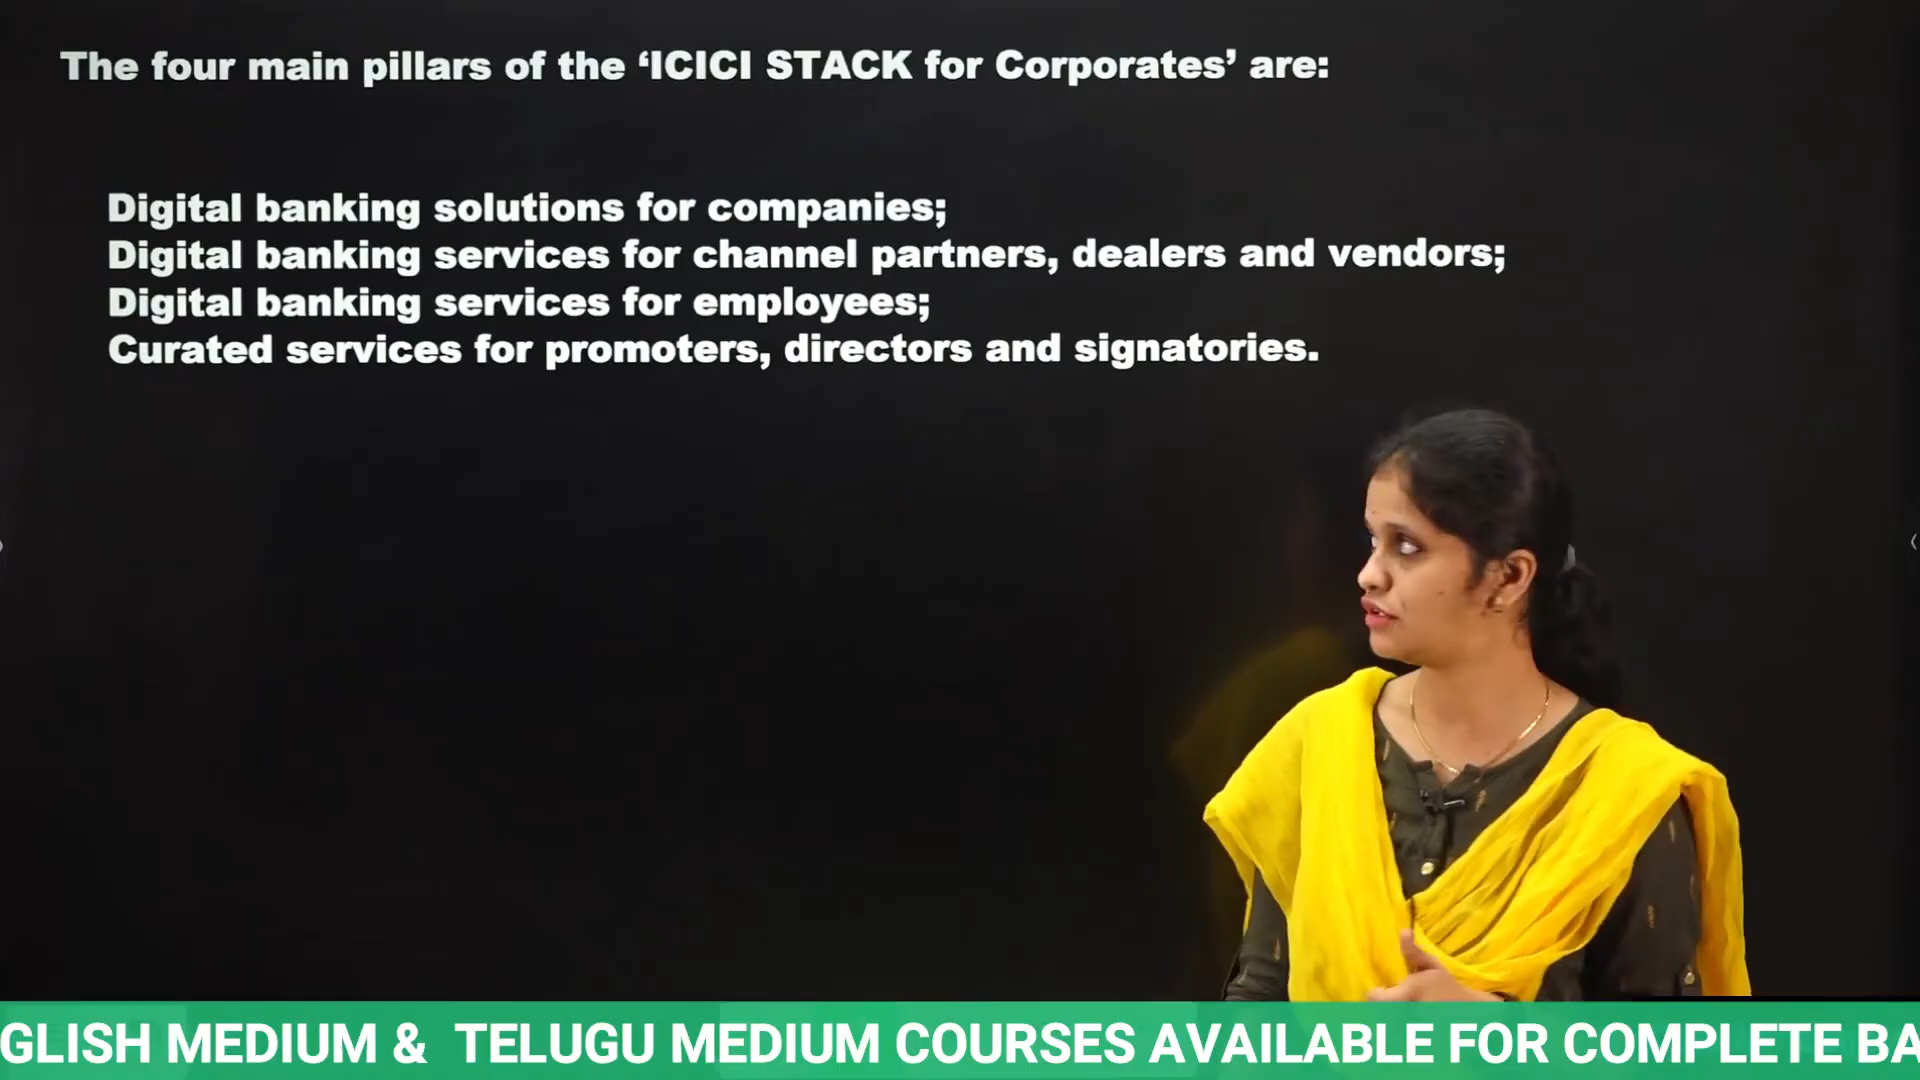 The four main pillars of the ‘ICICI STACK for Corporates’ are:
Digital banking solutions for companies;
Digital banking services for channel partners, dealers and vendors;
Digital banking services for employees;
Curated services for promoters, directors and signatories.
GLISH MEDIUM & TELUGU MEDIUM COURSES AVAILABLE FOR COMPLETE BA